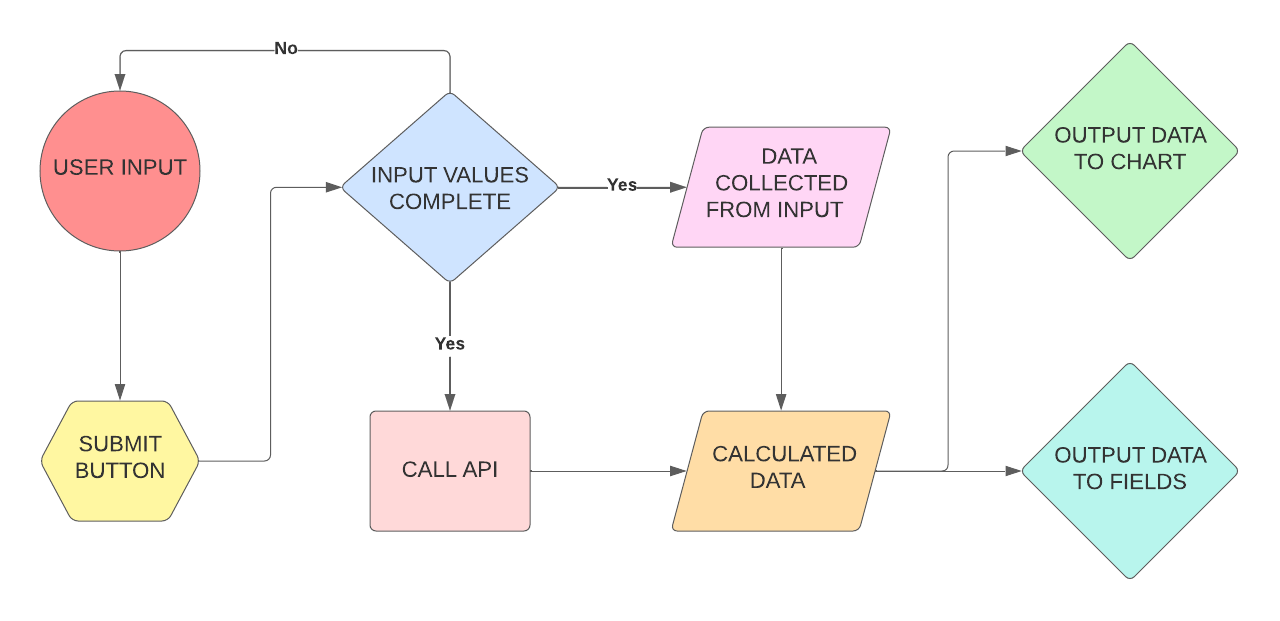 No
USER INPUT
INPUT VALUES
COMPLETE
Yes
DATA
COLLECTED
FROM INPUT
OUTPUT DATA
TO CHART
Yes
SUBMIT
BUTTON
CALL API
CALCULATED
DATA
OUTPUT DATA
TO FIELDS